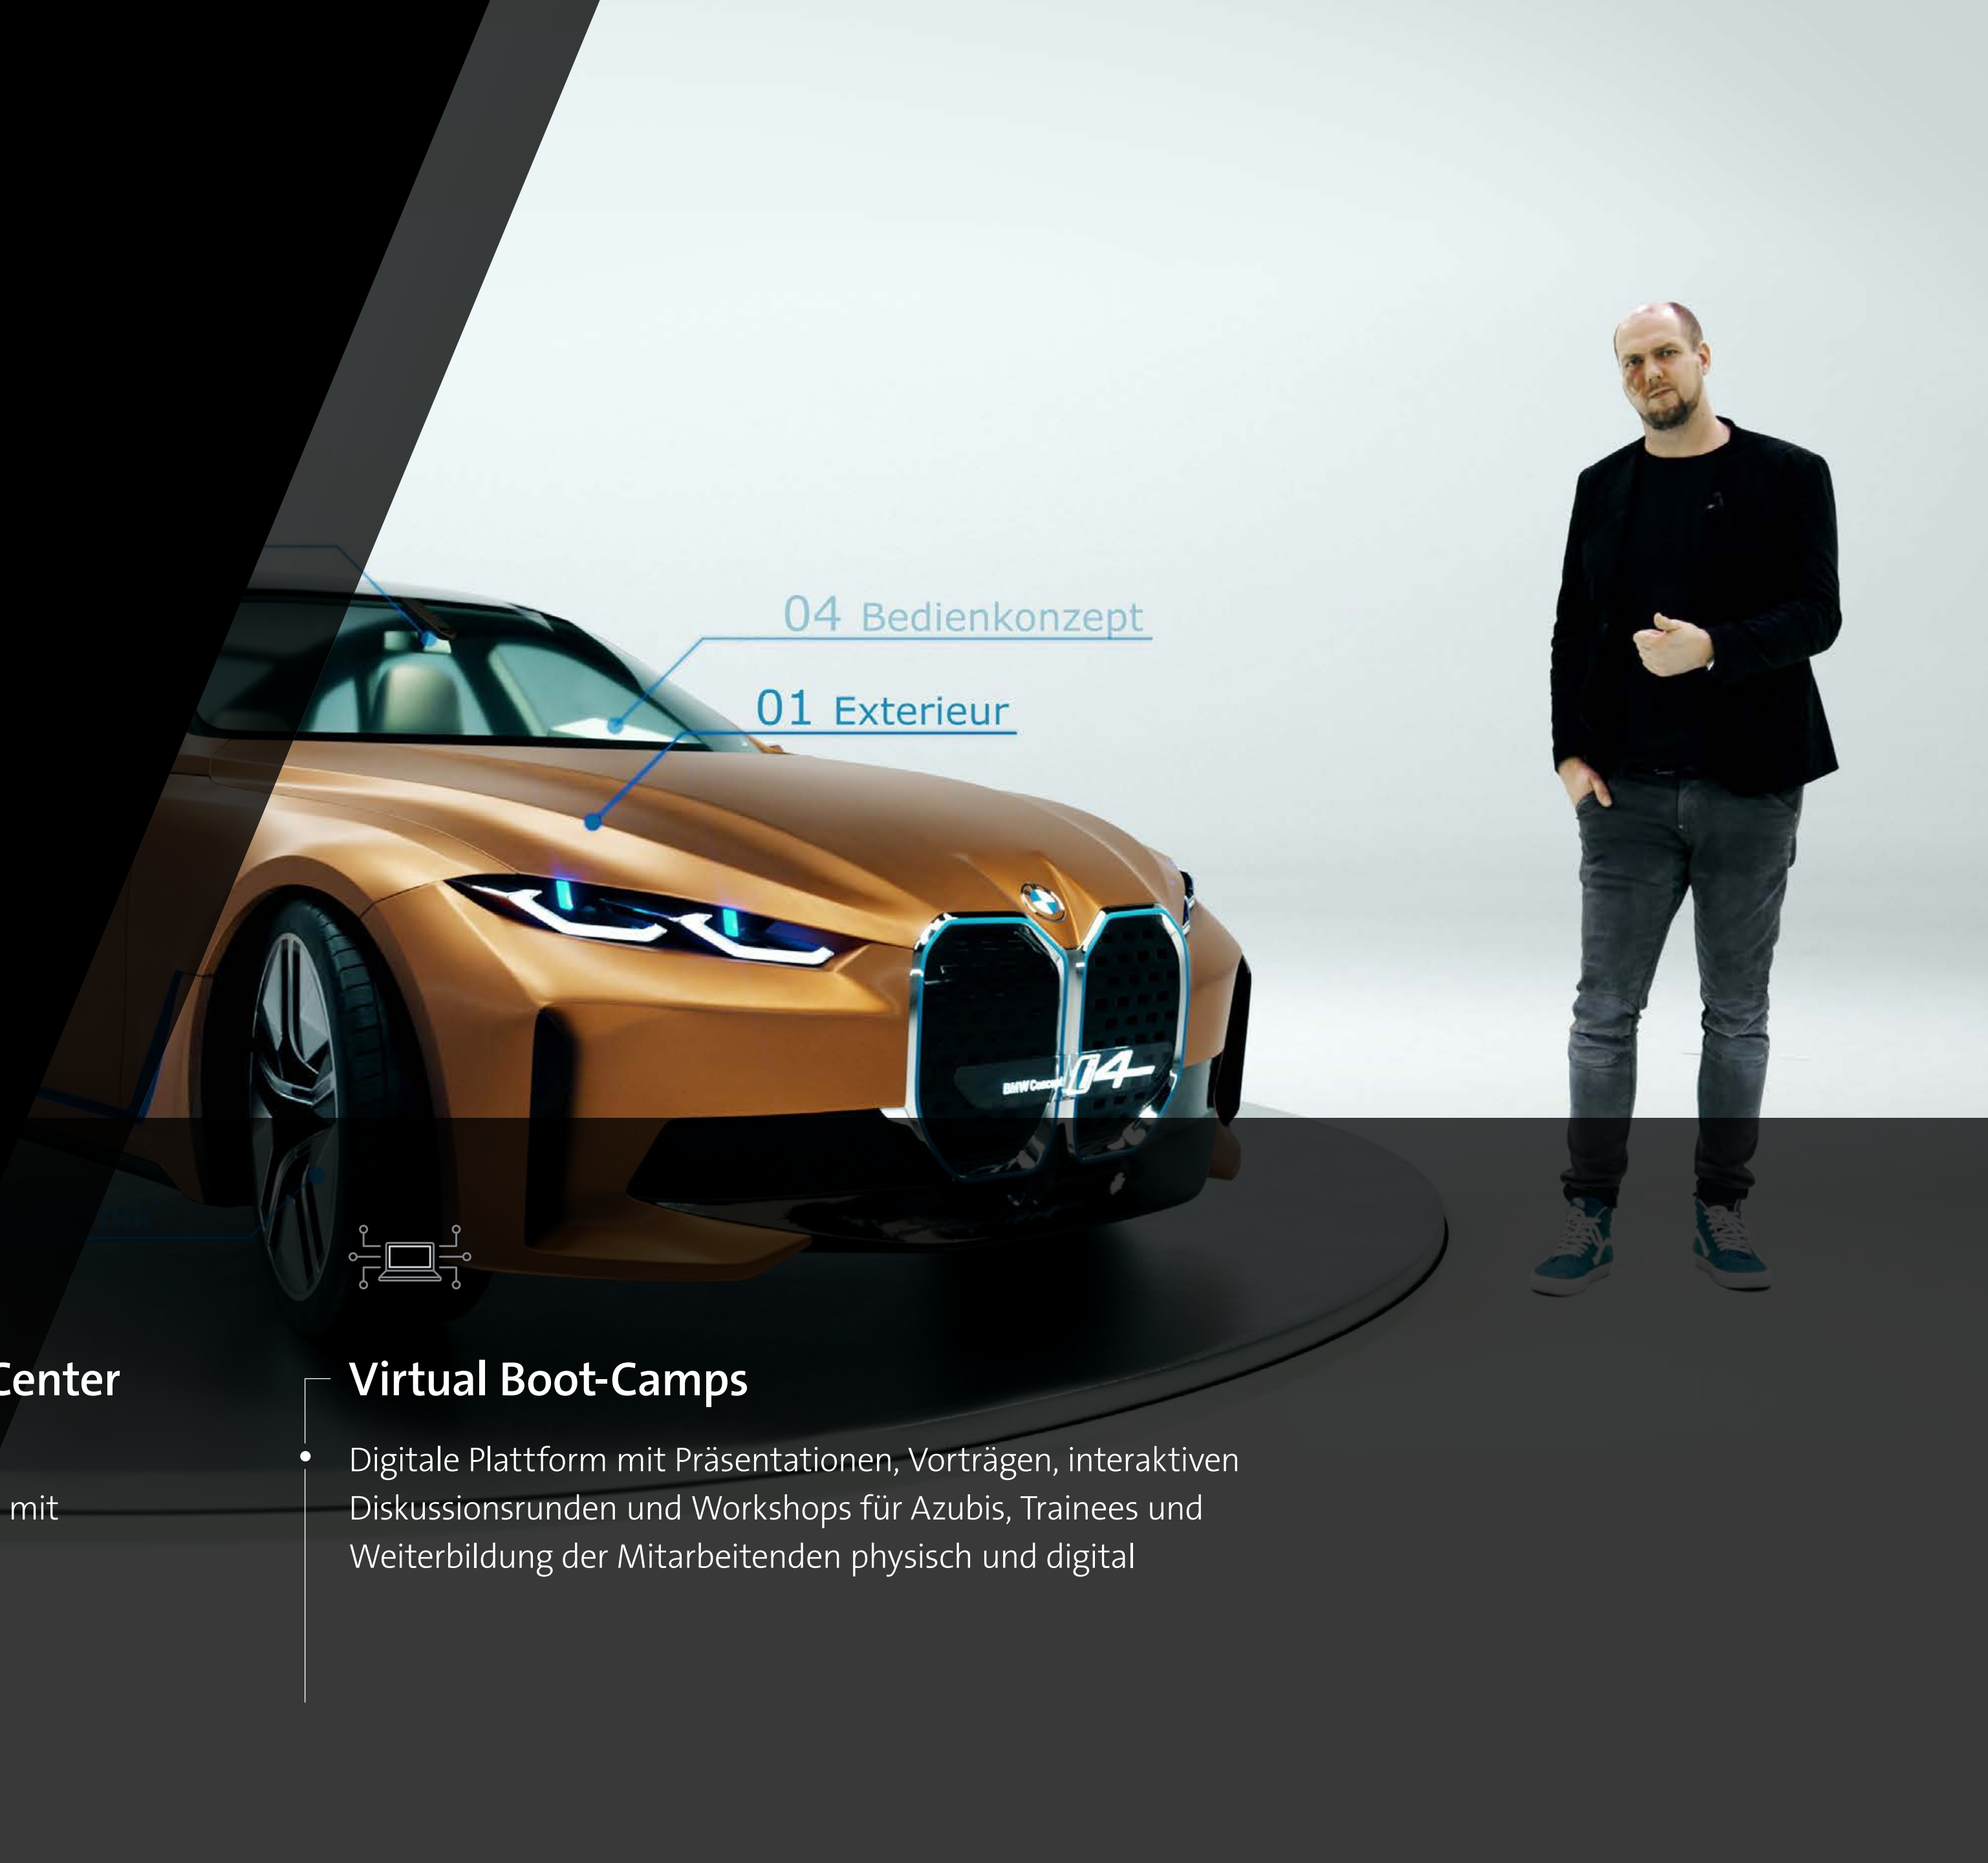 04 Bedienkonzept
01 Exterieur
BMW Concept i4
Center
mit
Virtual Boot-Camps
Digitale Plattform mit Präsentationen, Vorträgen, interaktiven
Diskussionsrunden und Workshops für Azubis, Trainees und
Weiterbildung der Mitarbeitenden physisch und digital